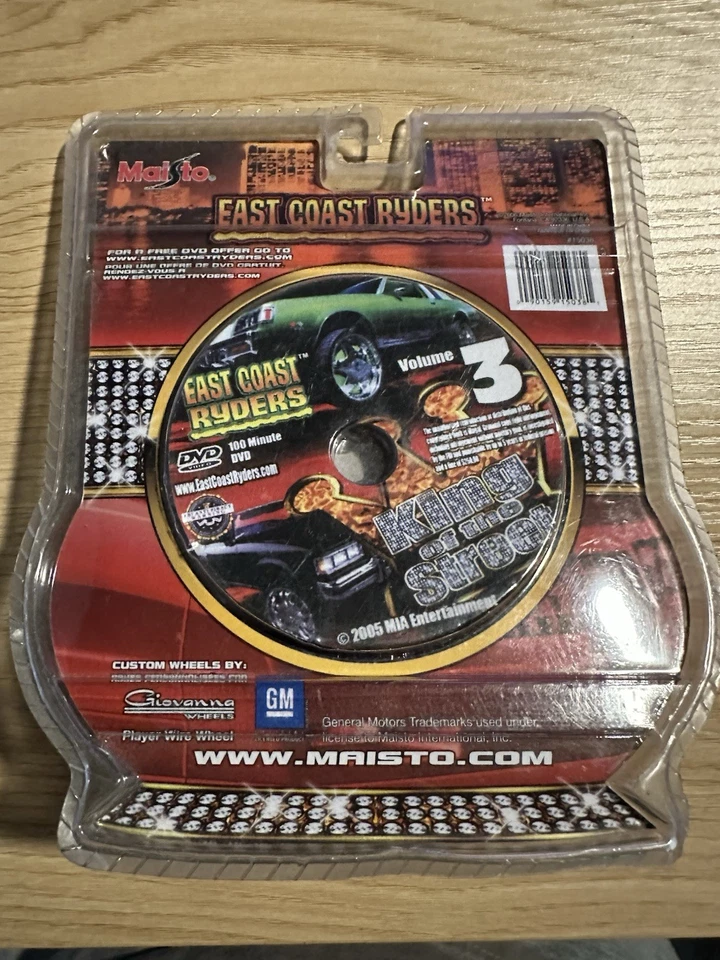 Maisto®
EAST COAST RYDERS™
FOR A FREE DVD OFFER GO TO
WWW.EASTCOASTRYDERS.COM
POUR UNE OFFRE DE DVD GRATUIT,
RENDEZ-VOUS A
WWW.EASTCOASTRYDERS.COM
EAST COAST™
RYDERS
Volume 3
DVD
VIDEO
100 Minute
DVD
www.EastCoastRyders.com
King
of the
Street
© 2005 MIA Entertainment
CUSTOM WHEELS BY:
Giovanna
WHEELS
Player Wire Wheel
GM
General Motors Trademarks used under
license to Maisto International, Inc.
WWW.MAISTO.COM